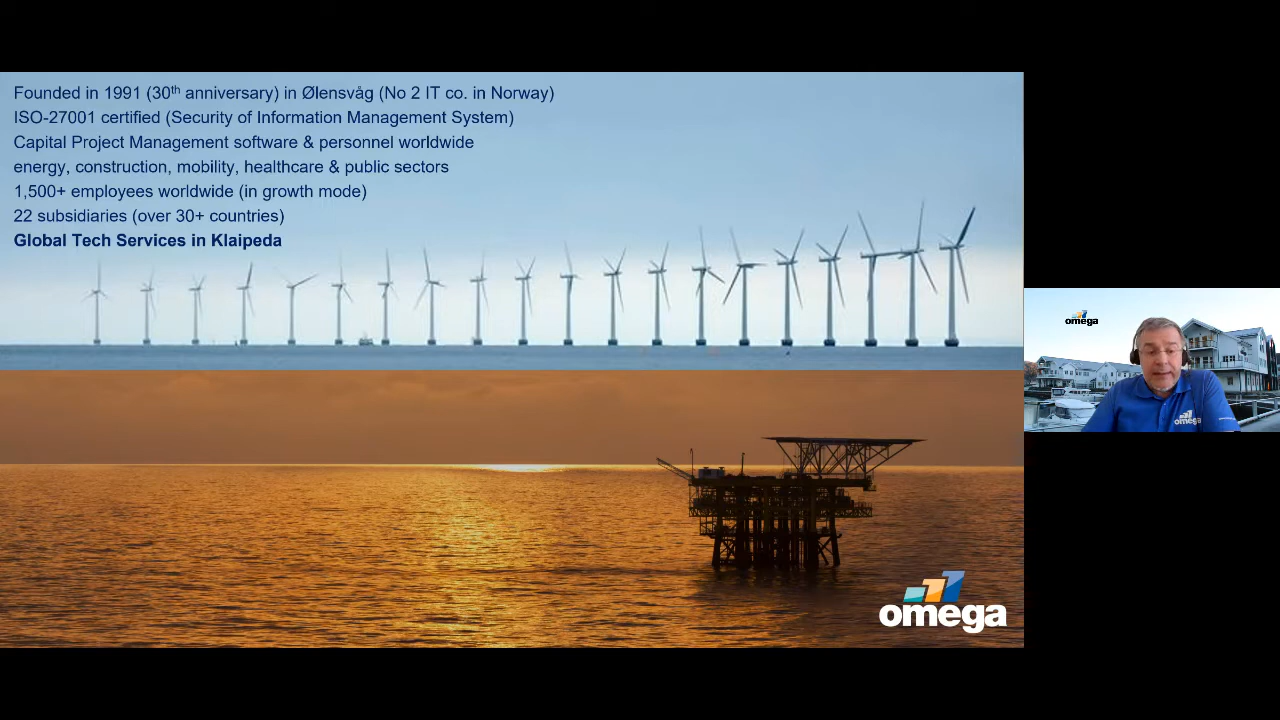 Founded in 1991 (30th anniversary) in Ølensvåg (No 2 IT co. in Norway)
ISO-27001 certified (Security of Information Management System)
Capital Project Management software & personnel worldwide
energy, construction, mobility, healthcare & public sectors
1,500+ employees worldwide (in growth mode)
22 subsidiaries (over 30+ countries)
Global Tech Services in Klaipeda
omega
omega
omega